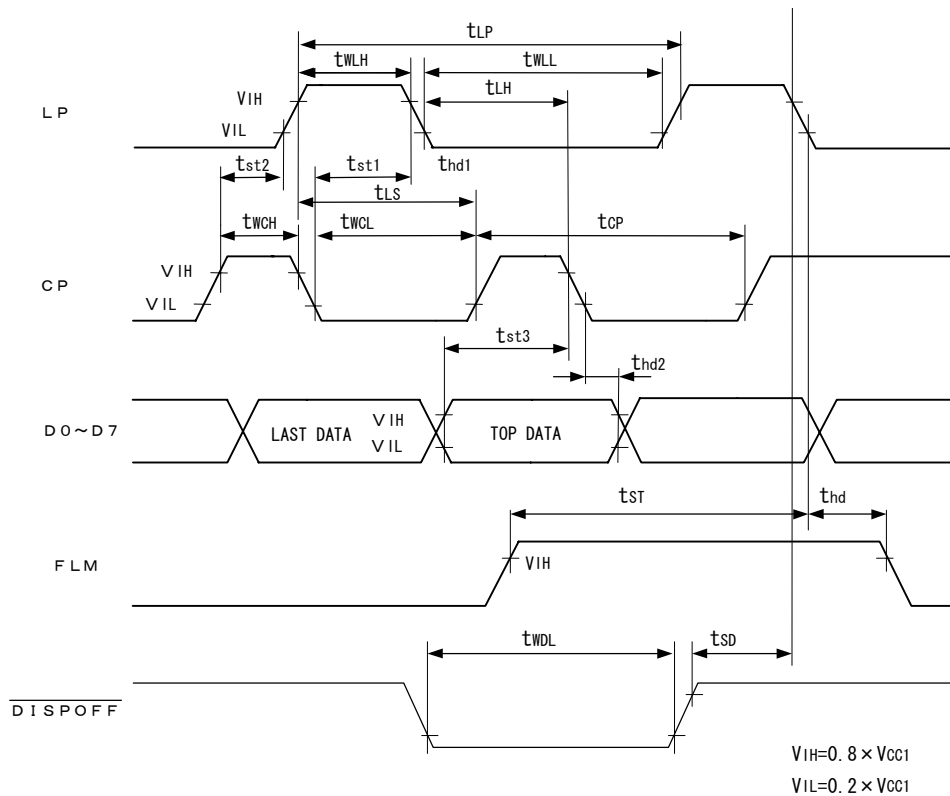 tLP
tWLH
tWLL
tLH
LP
VIH
VIL
tst2
tst1
thd1
tLS
tWCH
tWCL
tCP
CP
VIH
VIL
tst3
thd2
D0~D7
LAST DATA
VIH
VIL
TOP DATA
tST
thd
FLM
VIH
tWDL
tSD
DISPOFF
VIH=0.8×VCC1
VIL=0.2×VCC1